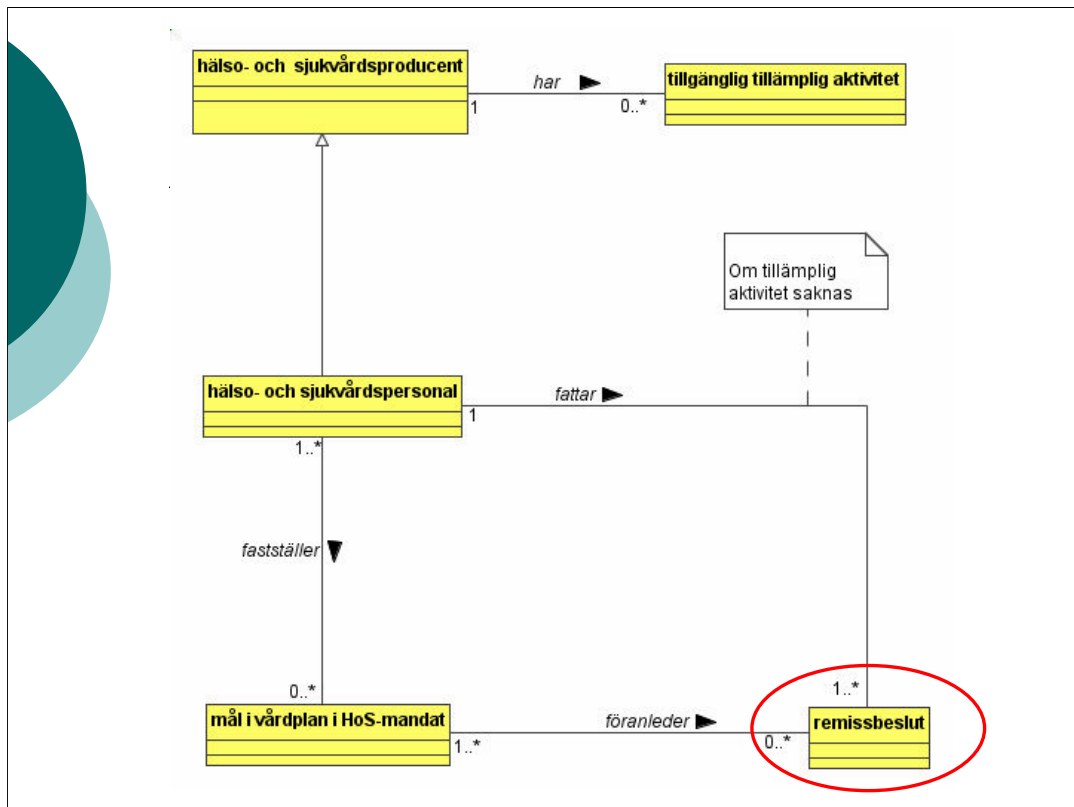 hälso- och sjukvårdsproducent
har
1
0..*
tillgänglig tillämplig aktivitet
Om tillämplig
aktivitet saknas
hälso- och sjukvårdspersonal
1
fattar
1..*
fastställer
0..*
1..*
mål i vårdplan i HoS-mandat
1..*
föranleder
0..*
remissbeslut